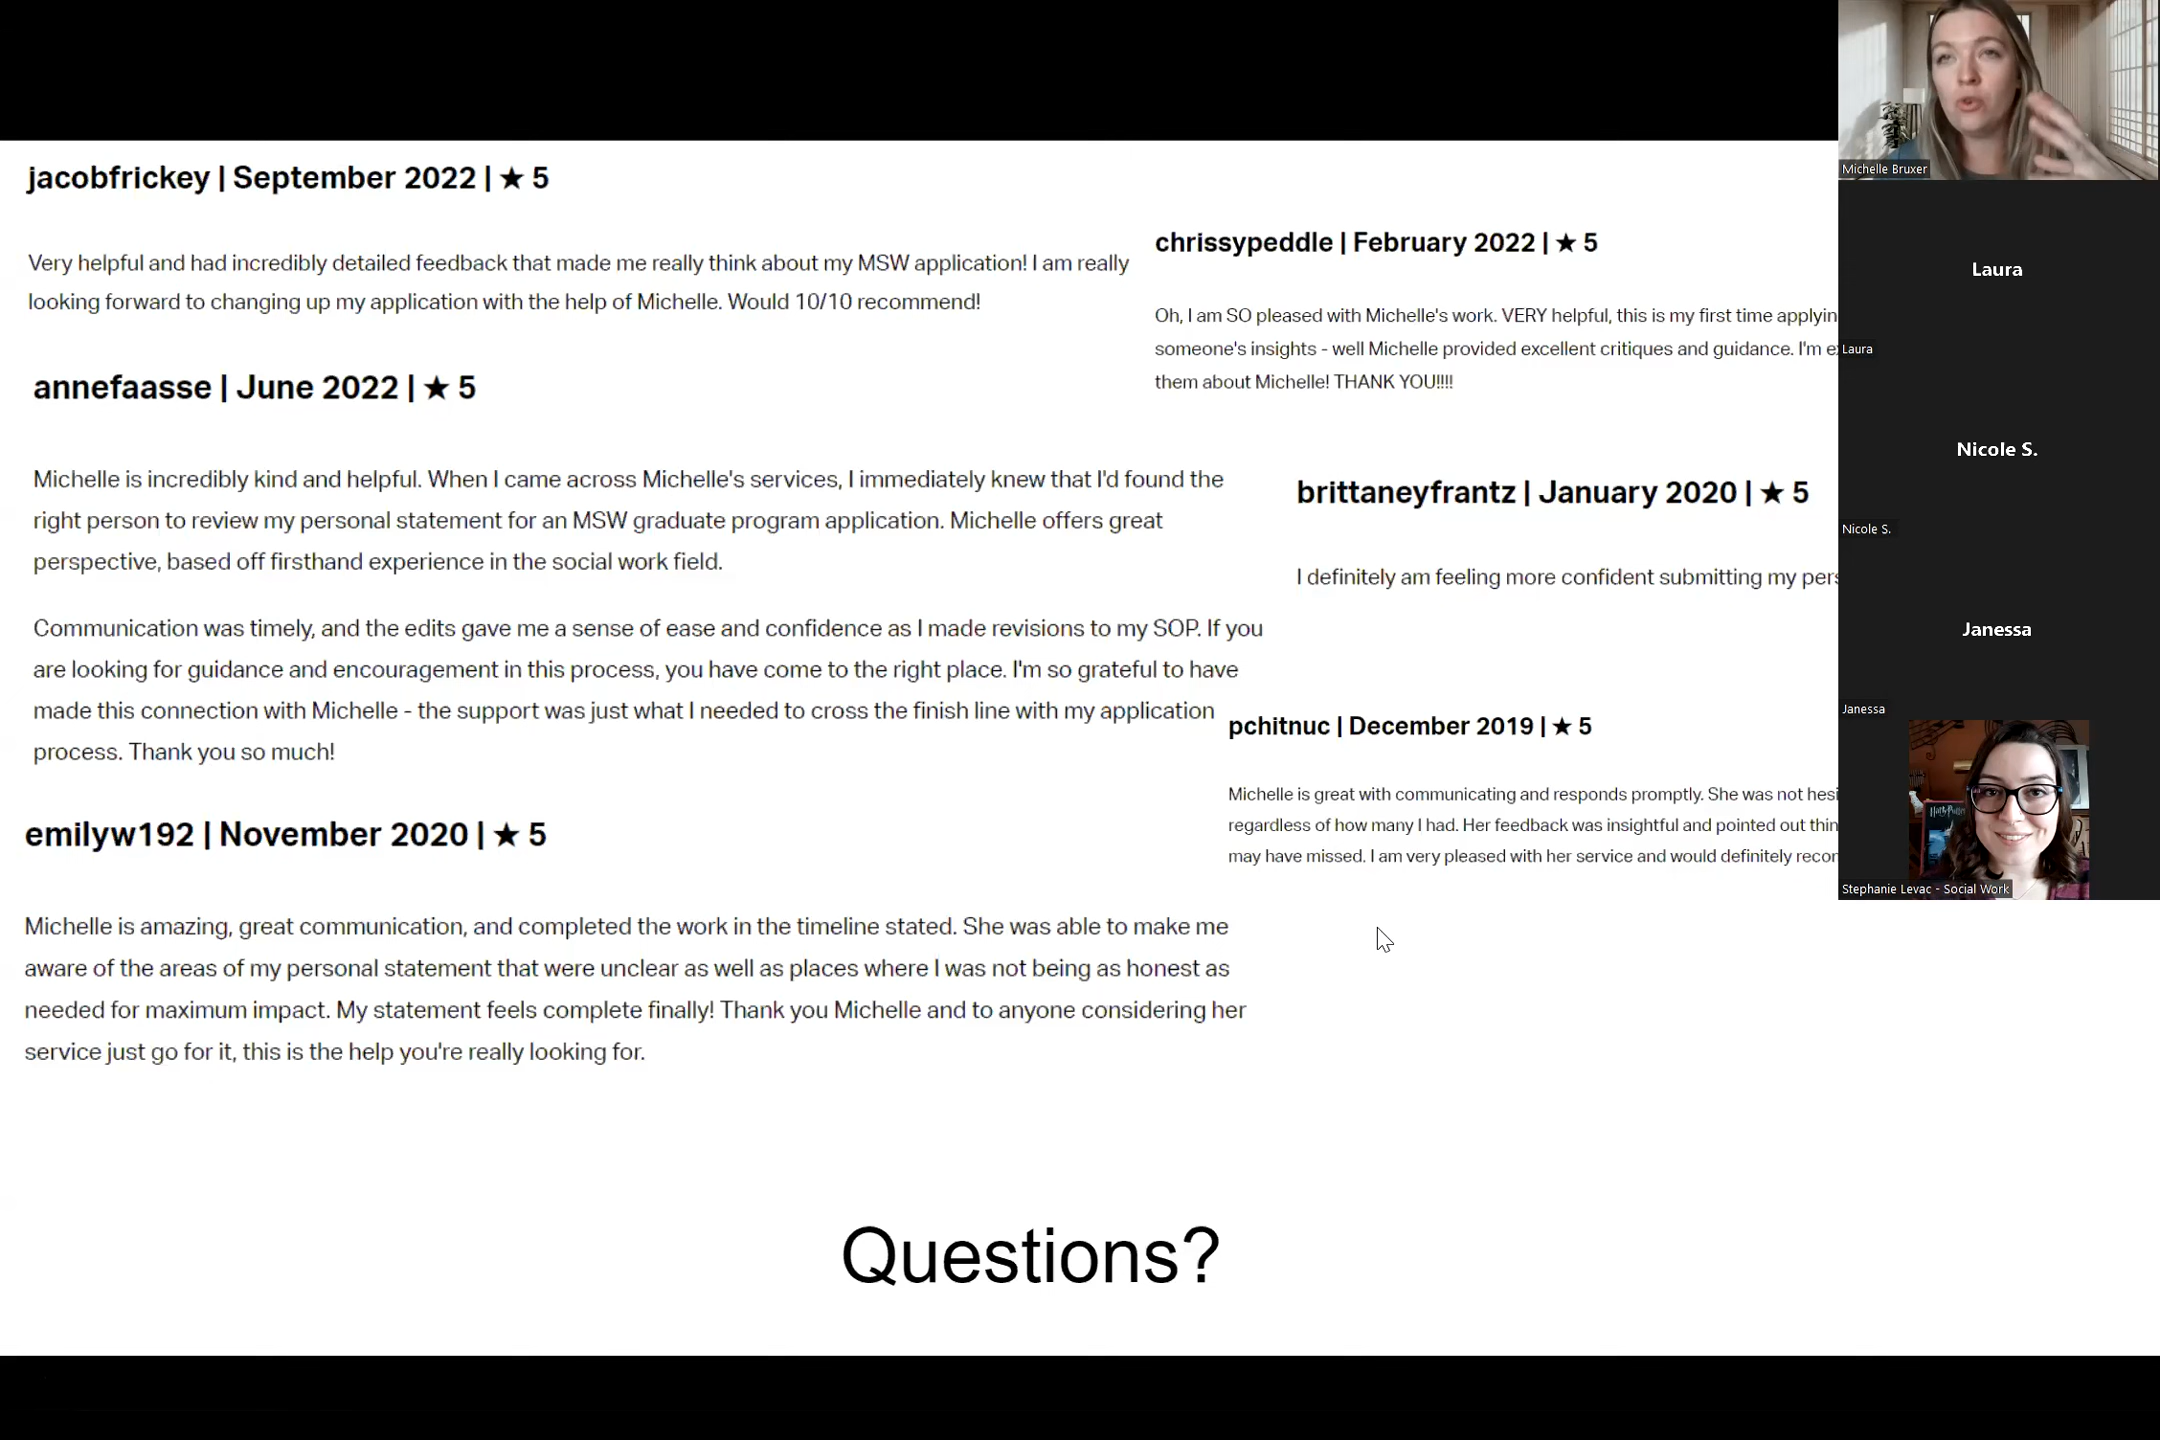 jacobfrickey | September 2022 | ★ 5
Very helpful and had incredibly detailed feedback that made me really think about my MSW application! I am really
looking forward to changing up my application with the help of Michelle. Would 10/10 recommend!
annefaasse | June 2022 | ★ 5
Michelle is incredibly kind and helpful. When I came across Michelle's services, I immediately knew that I'd found the
right person to review my personal statement for an MSW graduate program application. Michelle offers great
perspective, based off firsthand experience in the social work field.
Communication was timely, and the edits gave me a sense of ease and confidence as I made revisions to my SOP. If you
are looking for guidance and encouragement in this process, you have come to the right place. I'm so grateful to have
made this connection with Michelle - the support was just what I needed to cross the finish line with my application
process. Thank you so much!
emilyw192 | November 2020 | ★ 5
Michelle is amazing, great communication, and completed the work in the timeline stated. She was able to make me
aware of the areas of my personal statement that were unclear as well as places where I was not being as honest as
needed for maximum impact. My statement feels complete finally! Thank you Michelle and to anyone considering her
service just go for it, this is the help you're really looking for.
chrissypeddle | February 2022 | ★ 5
Oh, I am SO pleased with Michelle's work. VERY helpful, this is my first time applyin
someone's insights - well Michelle provided excellent critiques and guidance. I'm e
them about Michelle! THANK YOU!!!!
brittaneyfrantz | January 2020 | ★ 5
I definitely am feeling more confident submitting my pers
pchitnuc | December 2019 | ★ 5
Michelle is great with communicating and responds promptly. She was not hesi
regardless of how many I had. Her feedback was insightful and pointed out thin
may have missed. I am very pleased with her service and would definitely recor
Questions?
Michelle Bruxer
Laura
Laura
Nicole S.
Nicole S.
Janessa
Janessa
Harry Potter
Stephanie Levac - Social Work